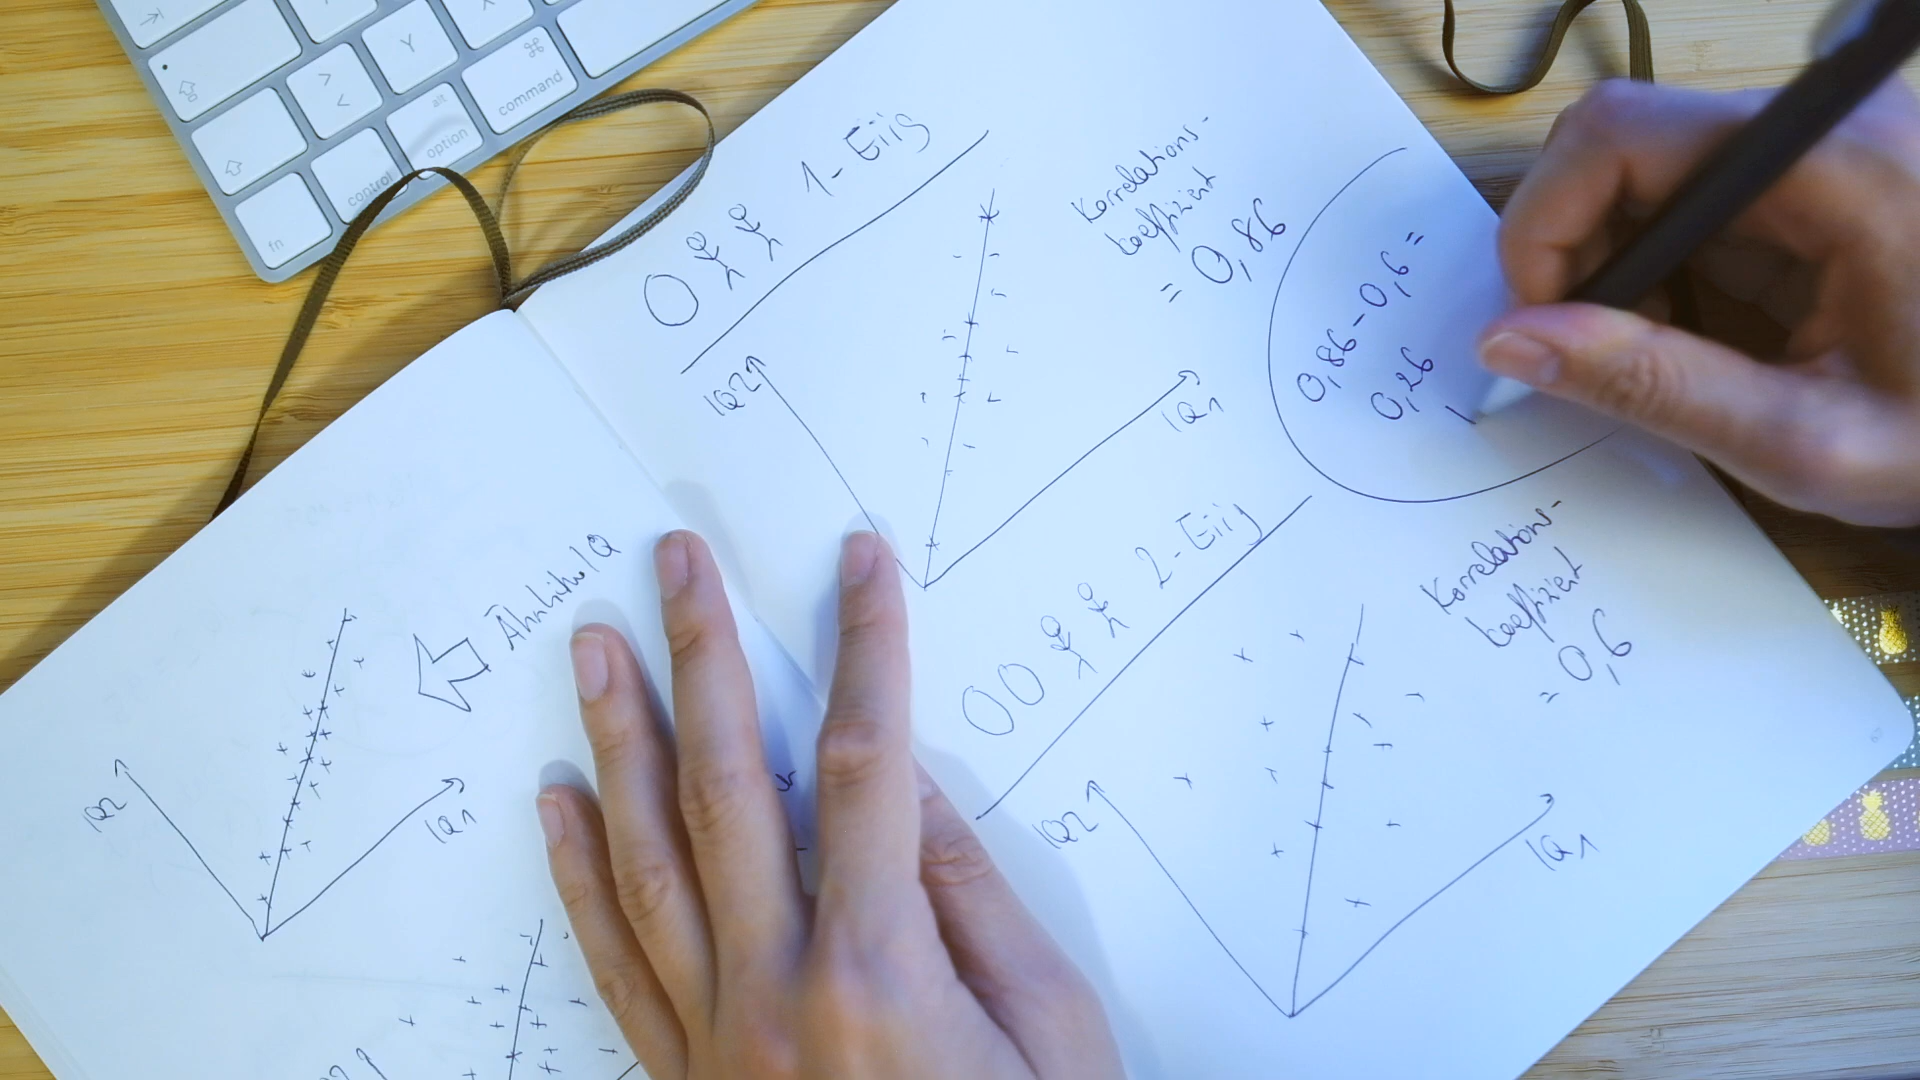 Y
>
<
⌘
command
alt
option
control
fn
1-Eiig
IQ2
IQ1
Korrelations-
koeffizient
= 0,86
0,86 - 0,6 =
0,26
2-Eiig
IQ2
IQ1
Korrelations-
koeffizient
= 0,6
IQ
IQ2
IQ1